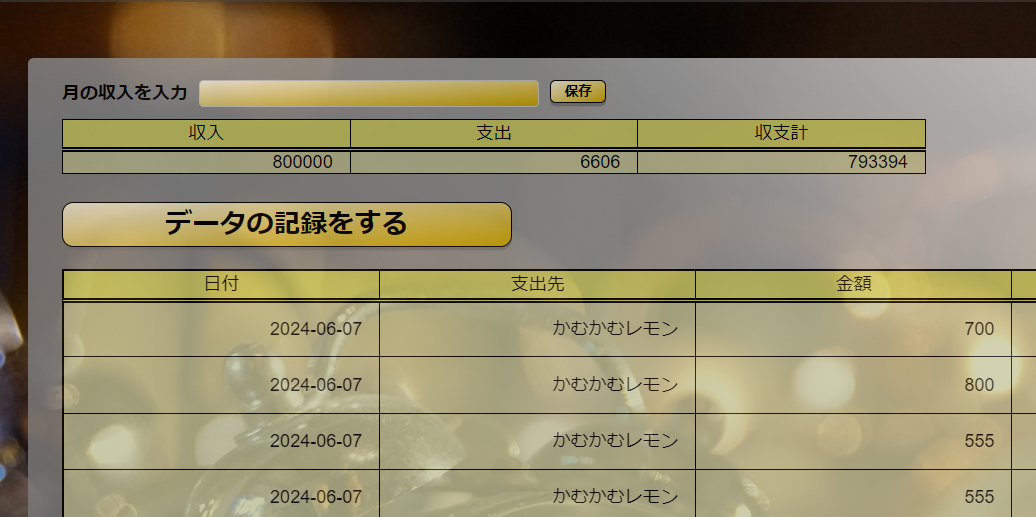 月の収入を入力 保存
収入 支出 収支計
800000 6606 793394
データの記録をする
日付 支出先 金額
2024-06-07 かむかむレモン 700
2024-06-07 かむかむレモン 800
2024-06-07 かむかむレモン 555
2024-06-07 かむかむレモン 555